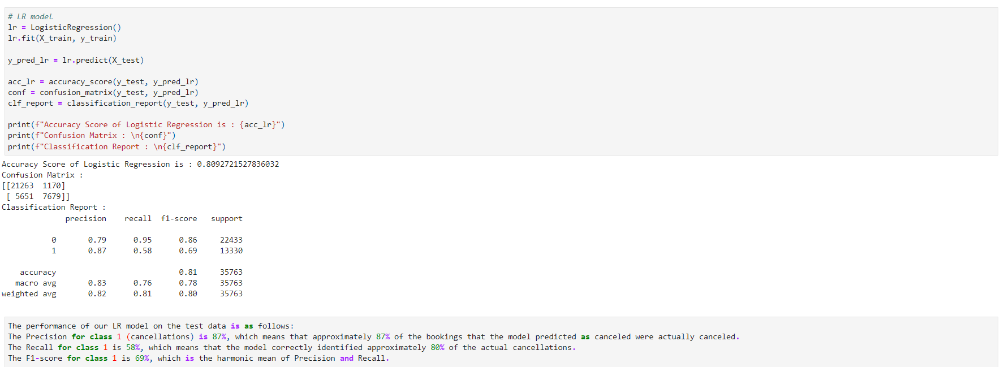 # LR model
lr = LogisticRegression()
lr.fit(X_train, y_train)
y_pred_lr = lr.predict(X_test)
acc_lr = accuracy_score(y_test, y_pred_lr)
conf = confusion_matrix(y_test, y_pred_lr)
clf_report = classification_report(y_test, y_pred_lr)
print(f"Accuracy Score of Logistic Regression is : {acc_lr}")
print(f"Confusion Matrix : \n{conf}")
print(f"Classification Report : \n{clf_report}")
Accuracy Score of Logistic Regression is : 0.8092721527836032
Confusion Matrix :
[[21263  1170]
 [ 5651  7679]]
Classification Report :
              precision    recall  f1-score   support
           0       0.79      0.95      0.86     22433
           1       0.87      0.58      0.69     13330
    accuracy                           0.81     35763
   macro avg       0.83      0.76      0.78     35763
weighted avg       0.82      0.81      0.80     35763
The performance of our LR model on the test data is as follows:
The Precision for class 1 (cancellations) is 87%, which means that approximately 87% of the bookings that the model predicted as canceled were actually canceled.
The Recall for class 1 is 58%, which means that the model correctly identified approximately 80% of the actual cancellations.
The F1-score for class 1 is 69%, which is the harmonic mean of Precision and Recall.